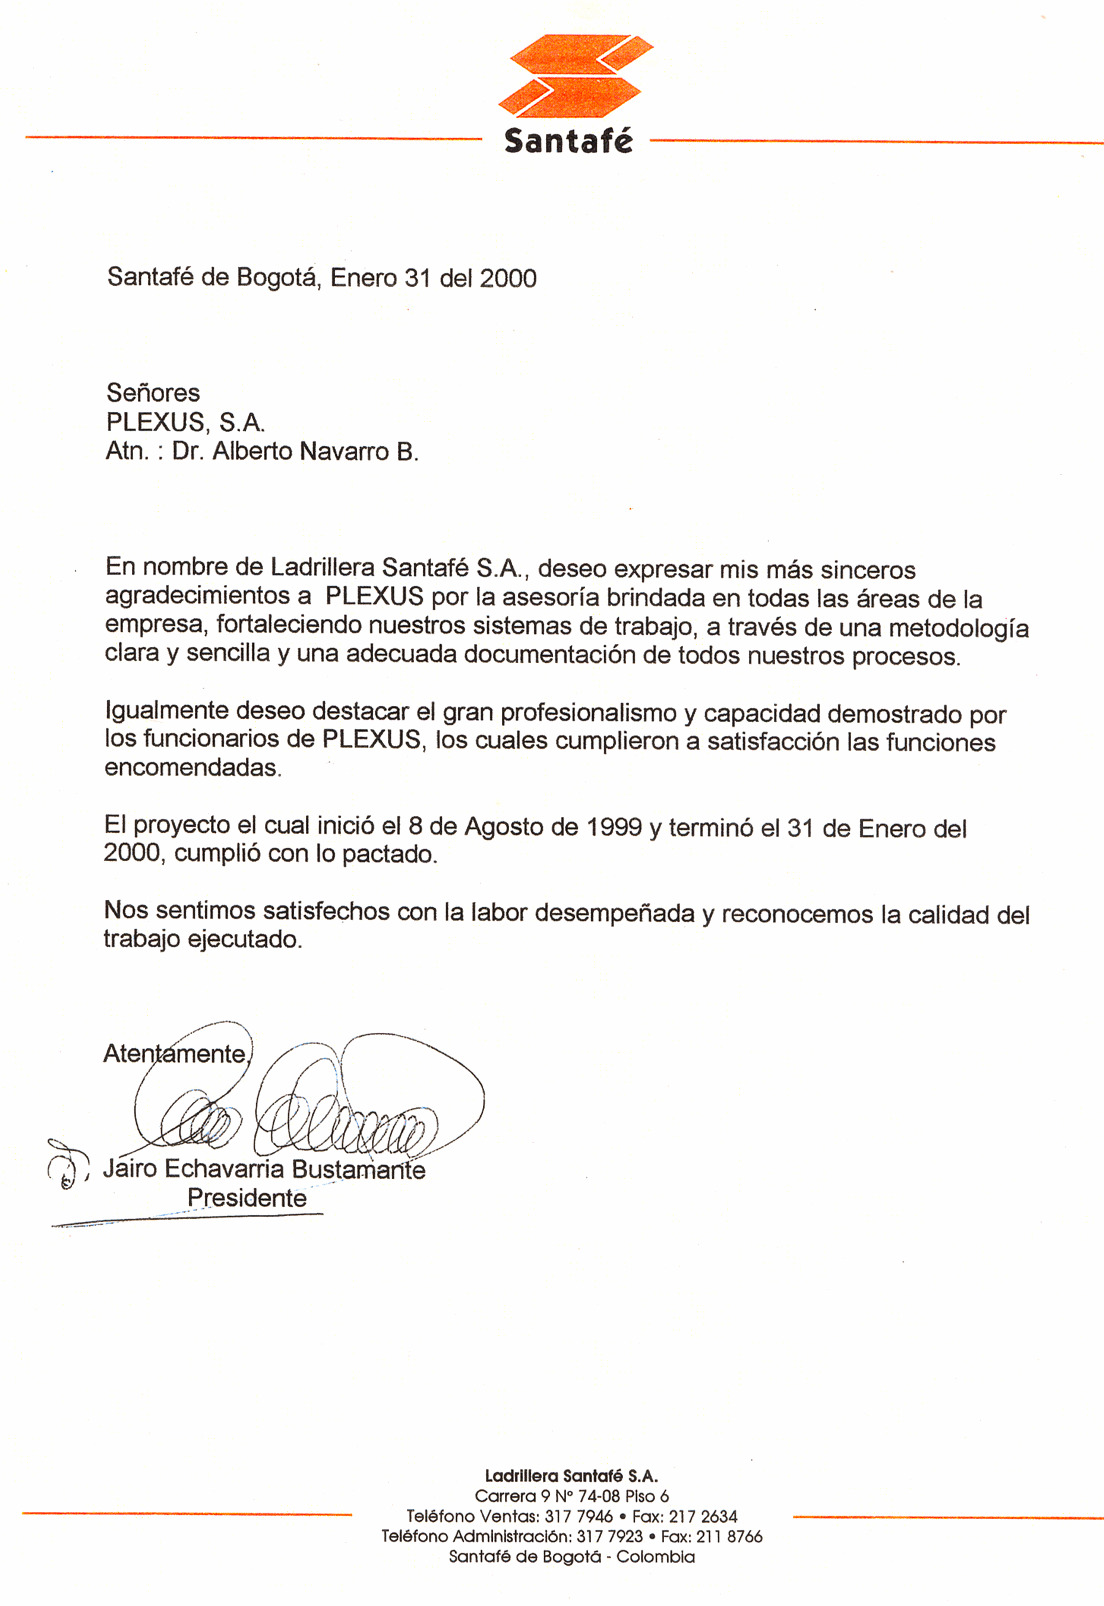 Santafé
Santafé de Bogotá, Enero 31 del 2000
Señores
PLEXUS, S.A.
Atn. : Dr. Alberto Navarro B.
En nombre de Ladrillera Santafé S.A., deseo expresar mis más sinceros
agradecimientos a PLEXUS por la asesoría brindada en todas las áreas de la
empresa, fortaleciendo nuestros sistemas de trabajo, a través de una metodología
clara y sencilla y una adecuada documentación de todos nuestros procesos.
Igualmente deseo destacar el gran profesionalismo y capacidad demostrado por
los funcionarios de PLEXUS, los cuales cumplieron a satisfacción las funciones
encomendadas.
El proyecto el cual inició el 8 de Agosto de 1999 y terminó el 31 de Enero del
2000, cumplió con lo pactado.
Nos sentimos satisfechos con la labor desempeñada y reconocemos la calidad del
trabajo ejecutado.
Atentamente,
Jairo Echavarria Bustamante
Presidente
Ladrillera Santafé S.A.
Carrera 9 Nº 74-08 Piso 6
Teléfono Ventas: 317 7946 • Fax: 217 2634
Teléfono Administración: 317 7923 • Fax: 211 8766
Santafé de Bogotá - Colombia